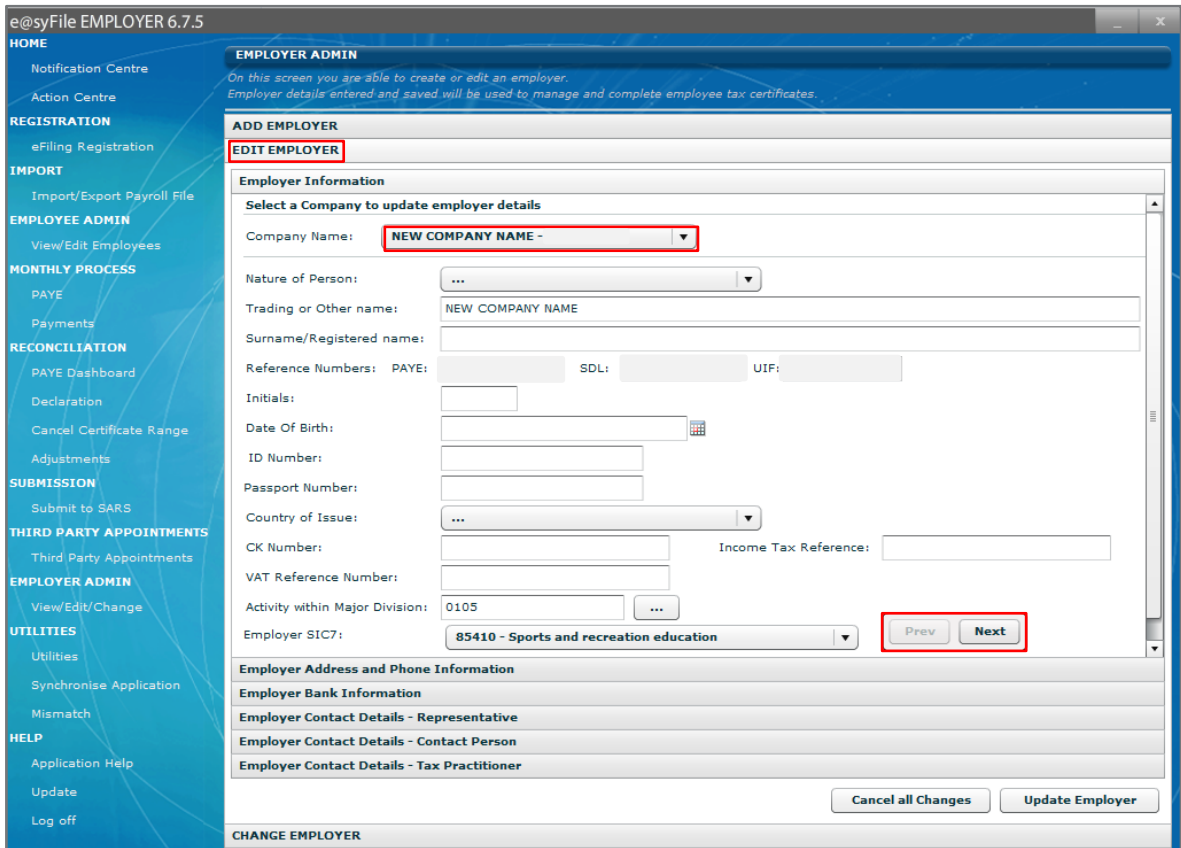 e@syFile EMPLOYER 6.7.5
_ x
HOME
Notification Centre
Action Centre
REGISTRATION
eFiling Registration
IMPORT
Import/Export Payroll File
EMPLOYEE ADMIN
View/Edit Employees
MONTHLY PROCESS
PAYE
Payments
RECONCILIATION
PAYE Dashboard
Declaration
Cancel Certificate Range
Adjustments
SUBMISSION
Submit to SARS
THIRD PARTY APPOINTMENTS
Third Party Appointments
EMPLOYER ADMIN
View/Edit/Change
UTILITIES
Utilities
Synchronise Application
Mismatch
HELP
Application Help
Update
Log off
EMPLOYER ADMIN
On this screen you are able to create or edit an employer.
Employer details entered and saved will be used to manage and complete employee tax certificates.
ADD EMPLOYER
EDIT EMPLOYER
Employer Information
Select a Company to update employer details
Company Name: NEW COMPANY NAME -
Nature of Person: ...
Trading or Other name: NEW COMPANY NAME
Surname/Registered name:
Reference Numbers: PAYE: SDL: UIF:
Initials:
Date Of Birth:
ID Number:
Passport Number:
Country of Issue: ...
CK Number: Income Tax Reference:
VAT Reference Number:
Activity within Major Division: 0105 ...
Employer SIC7: 85410 - Sports and recreation education Prev Next
Employer Address and Phone Information
Employer Bank Information
Employer Contact Details - Representative
Employer Contact Details - Contact Person
Employer Contact Details - Tax Practitioner
Cancel all Changes Update Employer
CHANGE EMPLOYER